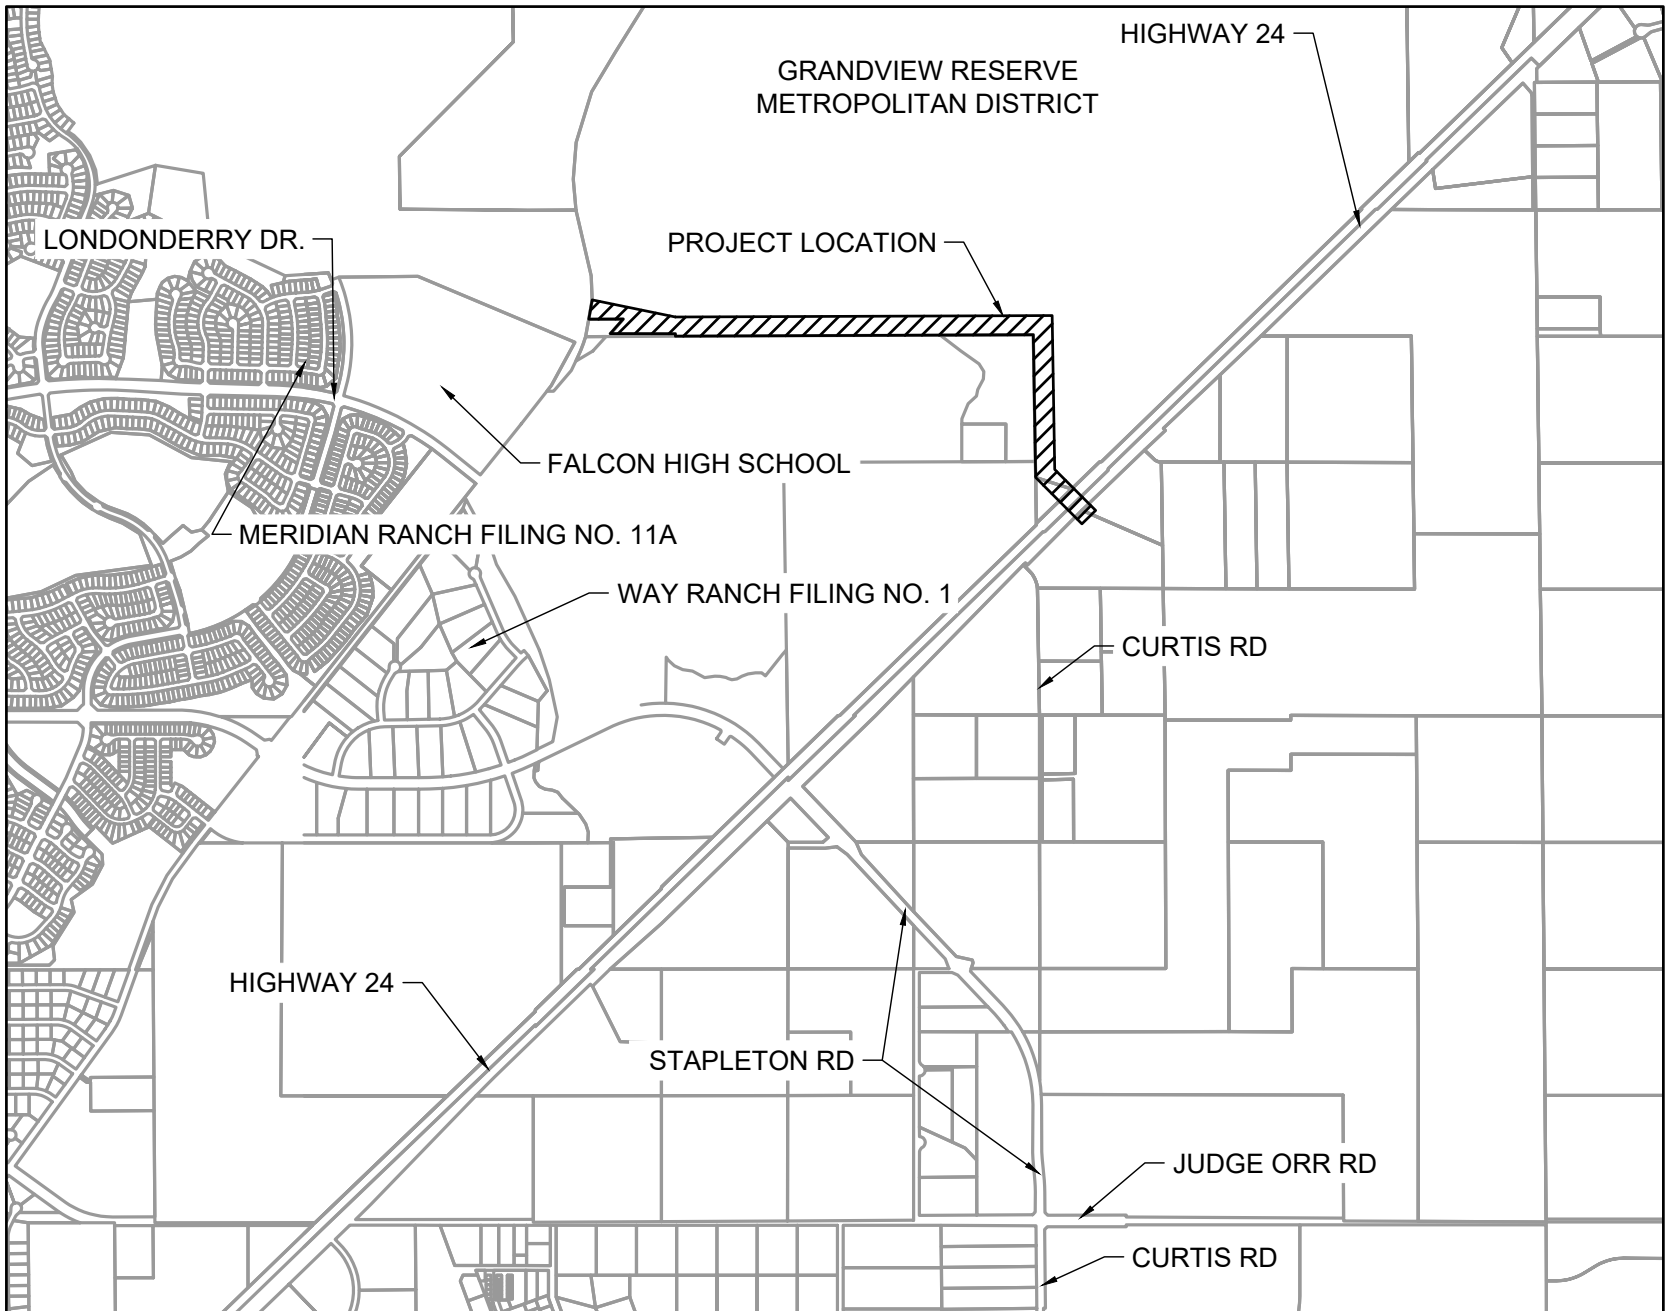 HIGHWAY 24
GRANDVIEW RESERVE
METROPOLITAN DISTRICT
LONDONDERRY DR.
PROJECT LOCATION
FALCON HIGH SCHOOL
MERIDIAN RANCH FILING NO. 11A
WAY RANCH FILING NO. 1
CURTIS RD
HIGHWAY 24
STAPLETON RD
JUDGE ORR RD
CURTIS RD